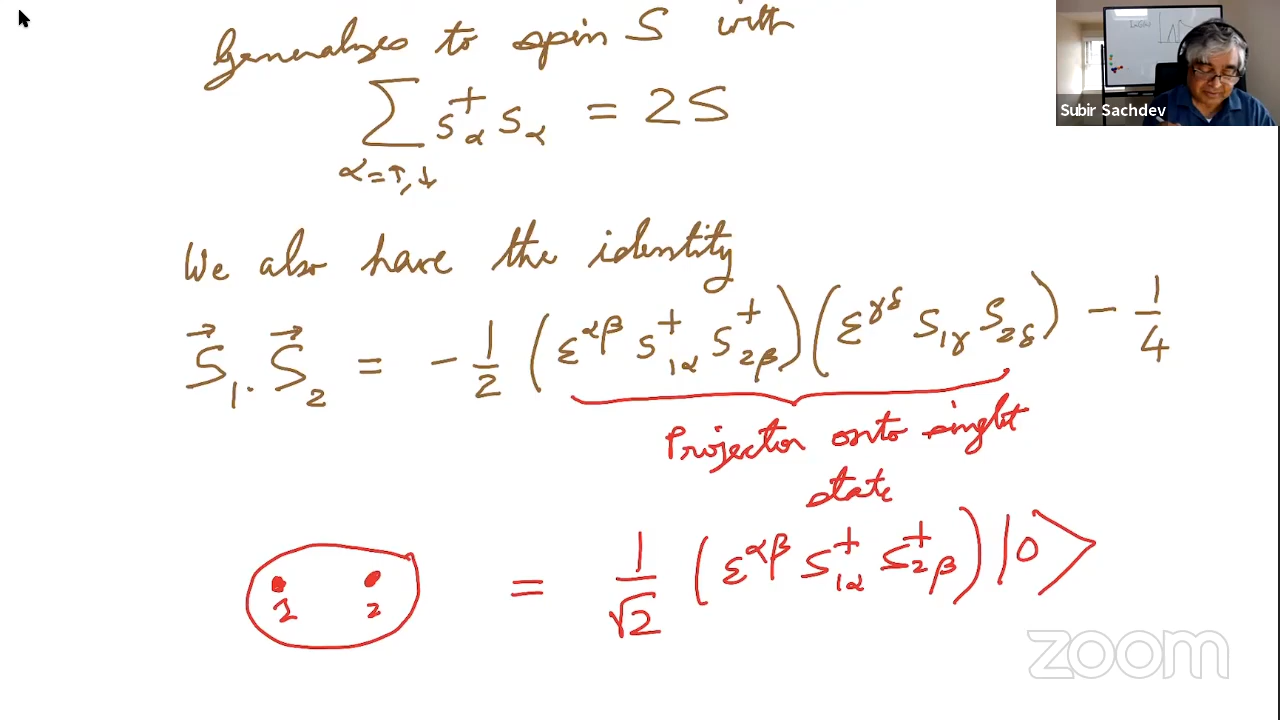 Generalizes to spin S with
∑ s†α sα = 2S
α=↑,↓
Subir Sachdev
We also have the identity
S⃗₁·S⃗₂ = -1/2 (ε^{αβ} s†_{1α} s†_{2β})(ε^{γδ} s_{1γ} s_{2δ}) - 1/4
Projector onto singlet
state
1 2 = 1/√2 (ε^{αβ} s†_{1α} s†_{2β})|0⟩
zoom